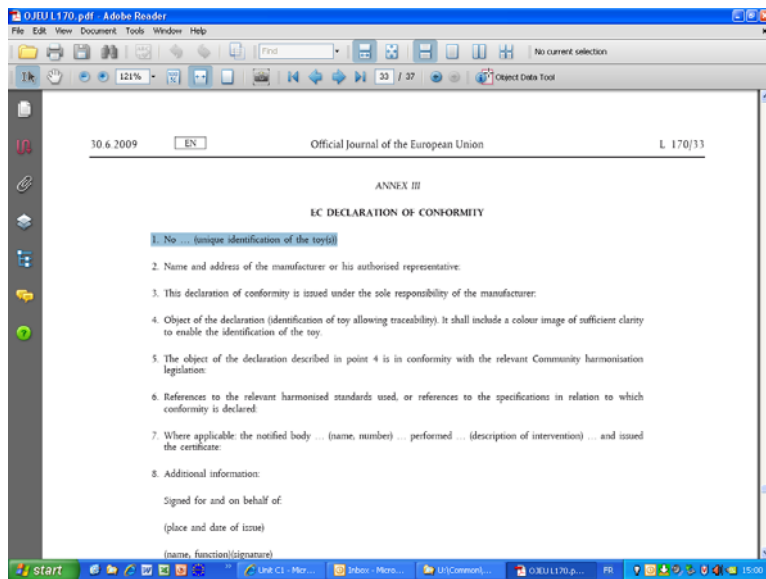 OJEU L170.pdf - Adobe Reader
File Edit View Document Tools Window Help
Find
No current selection
121%
33 / 37
Object Data Tool
30.6.2009 EN Official Journal of the European Union L 170/33
ANNEX III
EC DECLARATION OF CONFORMITY
1. No … (unique identification of the toy(s))
2. Name and address of the manufacturer or his authorised representative:
3. This declaration of conformity is issued under the sole responsibility of the manufacturer:
4. Object of the declaration (identification of toy allowing traceability). It shall include a colour image of sufficient clarity
to enable the identification of the toy.
5. The object of the declaration described in point 4 is in conformity with the relevant Community harmonisation
legislation:
6. References to the relevant harmonised standards used, or references to the specifications in relation to which
conformity is declared:
7. Where applicable: the notified body … (name, number) … performed … (description of intervention) … and issued
the certificate:
8. Additional information:
Signed for and on behalf of:
(place and date of issue)
(name, function)(signature)
start
Unit C1 - Micr...
Inbox - Micro...
U:\Common\...
OJEU L170.p...
FR
15:00